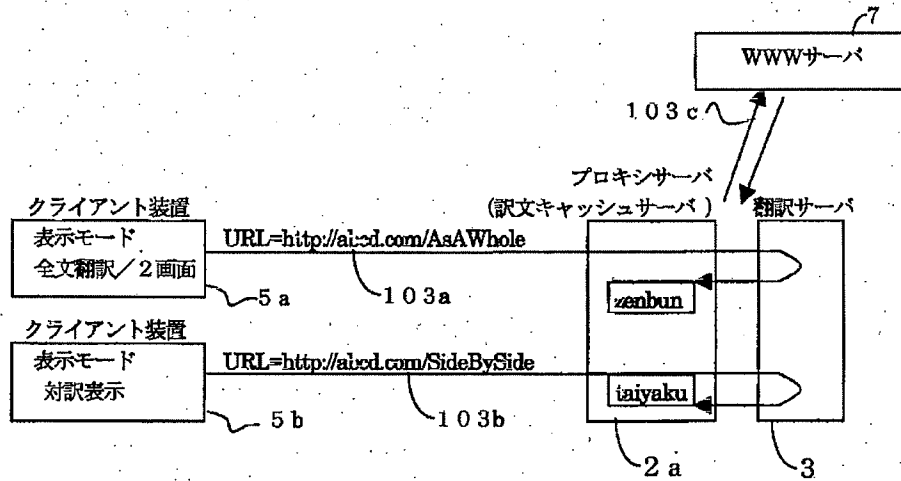 7
WWWサーバ
103c
プロキシサーバ
(訳文キャッシュサーバ)
翻訳サーバ
クライアント装置
表示モード
全文翻訳/2画面
URL=http://abcd.com/AsAWhole
5a
103a
zenbun
クライアント装置
表示モード
対訳表示
URL=http://abcd.com/SideBySide
taiyaku
5b
103b
2a
3